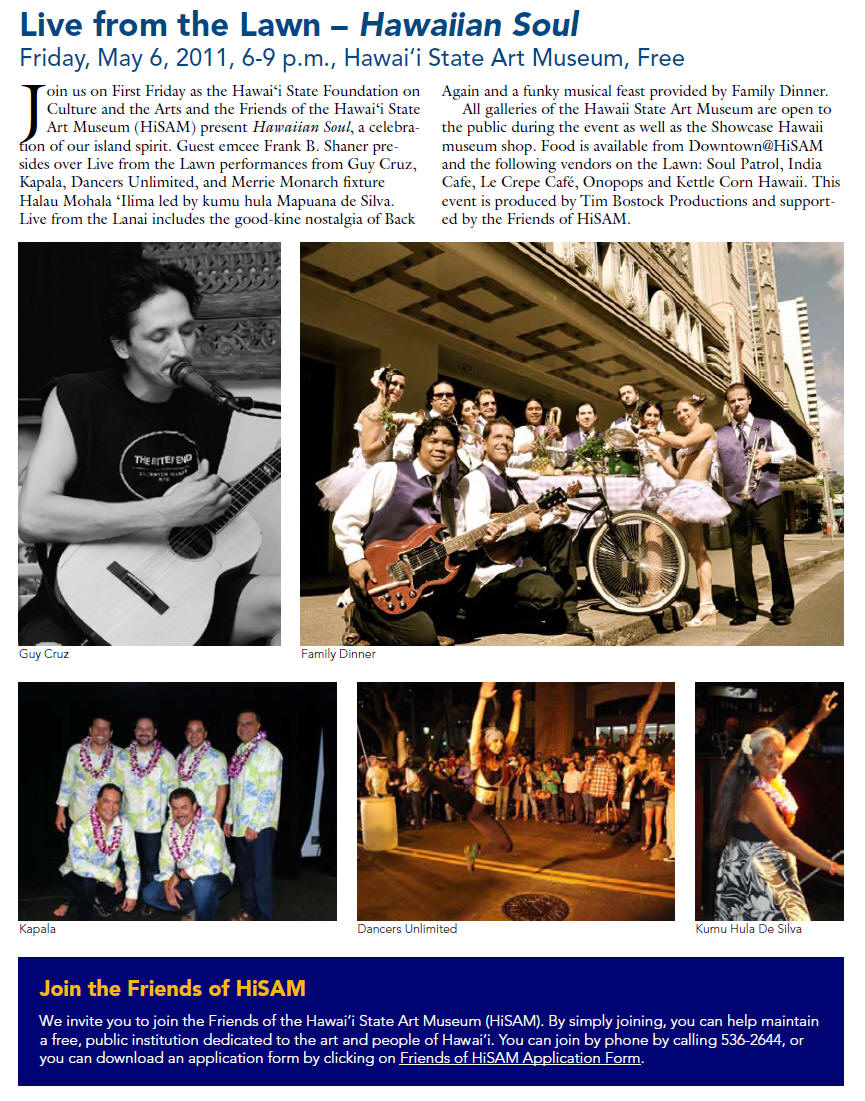 Live from the Lawn – Hawaiian Soul
Friday, May 6, 2011, 6-9 p.m., Hawai‘i State Art Museum, Free
Join us on First Friday as the Hawai‘i State Foundation on
Culture and the Arts and the Friends of the Hawai‘i State
Art Museum (HiSAM) present Hawaiian Soul, a celebra-
tion of our island spirit. Guest emcee Frank B. Shaner pre-
sides over Live from the Lawn performances from Guy Cruz,
Kapala, Dancers Unlimited, and Merrie Monarch fixture
Halau Mohala ‘Ilima led by kumu hula Mapuana de Silva.
Live from the Lanai includes the good-kine nostalgia of Back
Again and a funky musical feast provided by Family Dinner.
All galleries of the Hawaii State Art Museum are open to
the public during the event as well as the Showcase Hawaii
museum shop. Food is available from Downtown@HiSAM
and the following vendors on the Lawn: Soul Patrol, India
Cafe, Le Crepe Café, Onopops and Kettle Corn Hawaii. This
event is produced by Tim Bostock Productions and support-
ed by the Friends of HiSAM.
THE BITTER END
HAWAII
HAWAII
Guy Cruz
Family Dinner
Kapala
Dancers Unlimited
Kumu Hula De Silva
Join the Friends of HiSAM
We invite you to join the Friends of the Hawai‘i State Art Museum (HiSAM). By simply joining, you can help maintain
a free, public institution dedicated to the art and people of Hawai‘i. You can join by phone by calling 536-2644, or
you can download an application form by clicking on Friends of HiSAM Application Form.